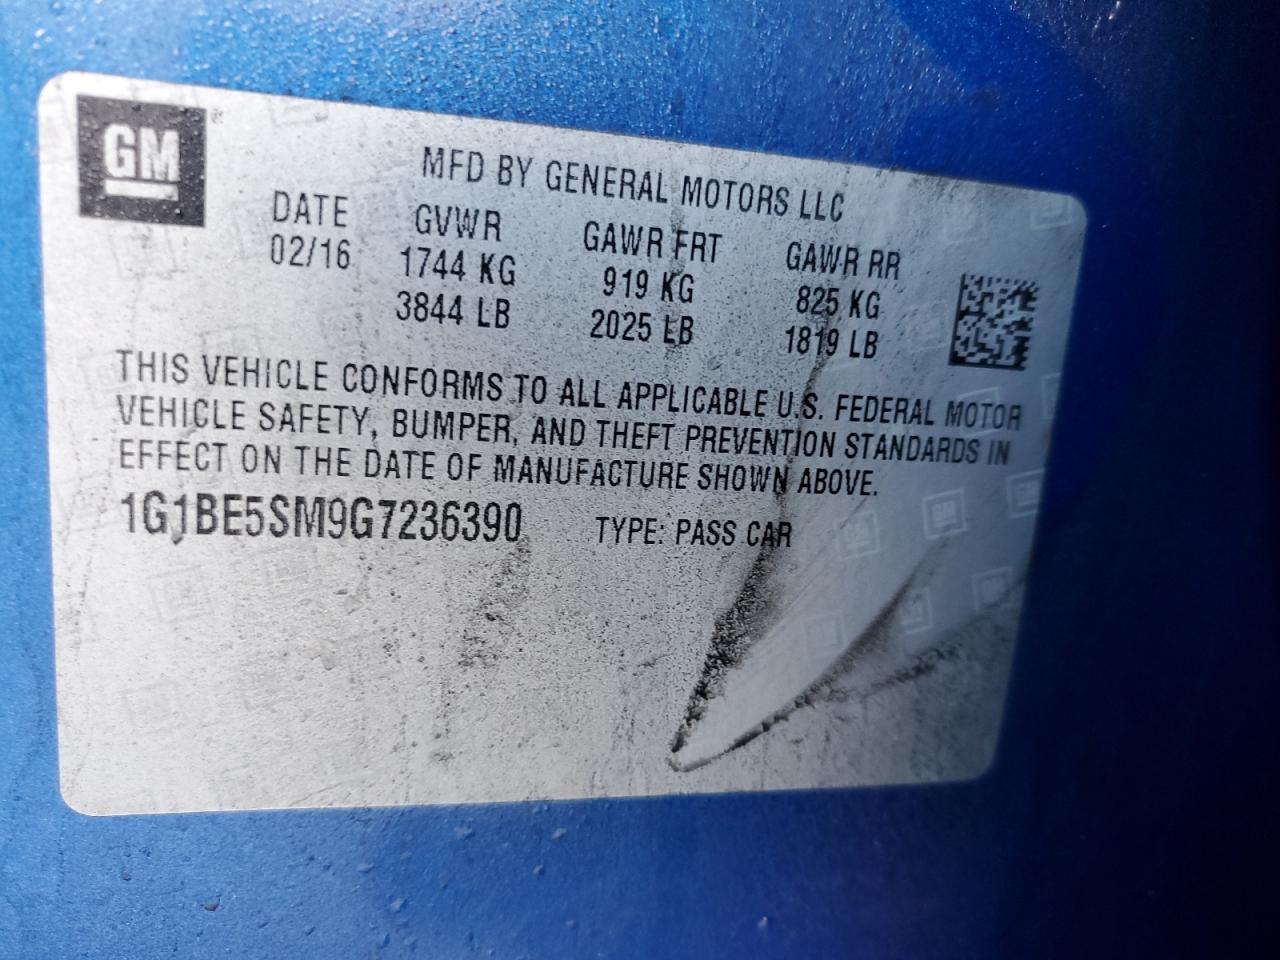 GM
MFD BY GENERAL MOTORS LLC
DATE GVWR GAWR FRT GAWR RR
02/16 1744 KG 919 KG 825 KG
3844 LB 2025 LB 1819 LB
THIS VEHICLE CONFORMS TO ALL APPLICABLE U.S. FEDERAL MOTOR
VEHICLE SAFETY, BUMPER, AND THEFT PREVENTION STANDARDS IN
EFFECT ON THE DATE OF MANUFACTURE SHOWN ABOVE.
1G1BE5SM9G7236390 TYPE: PASS CAR